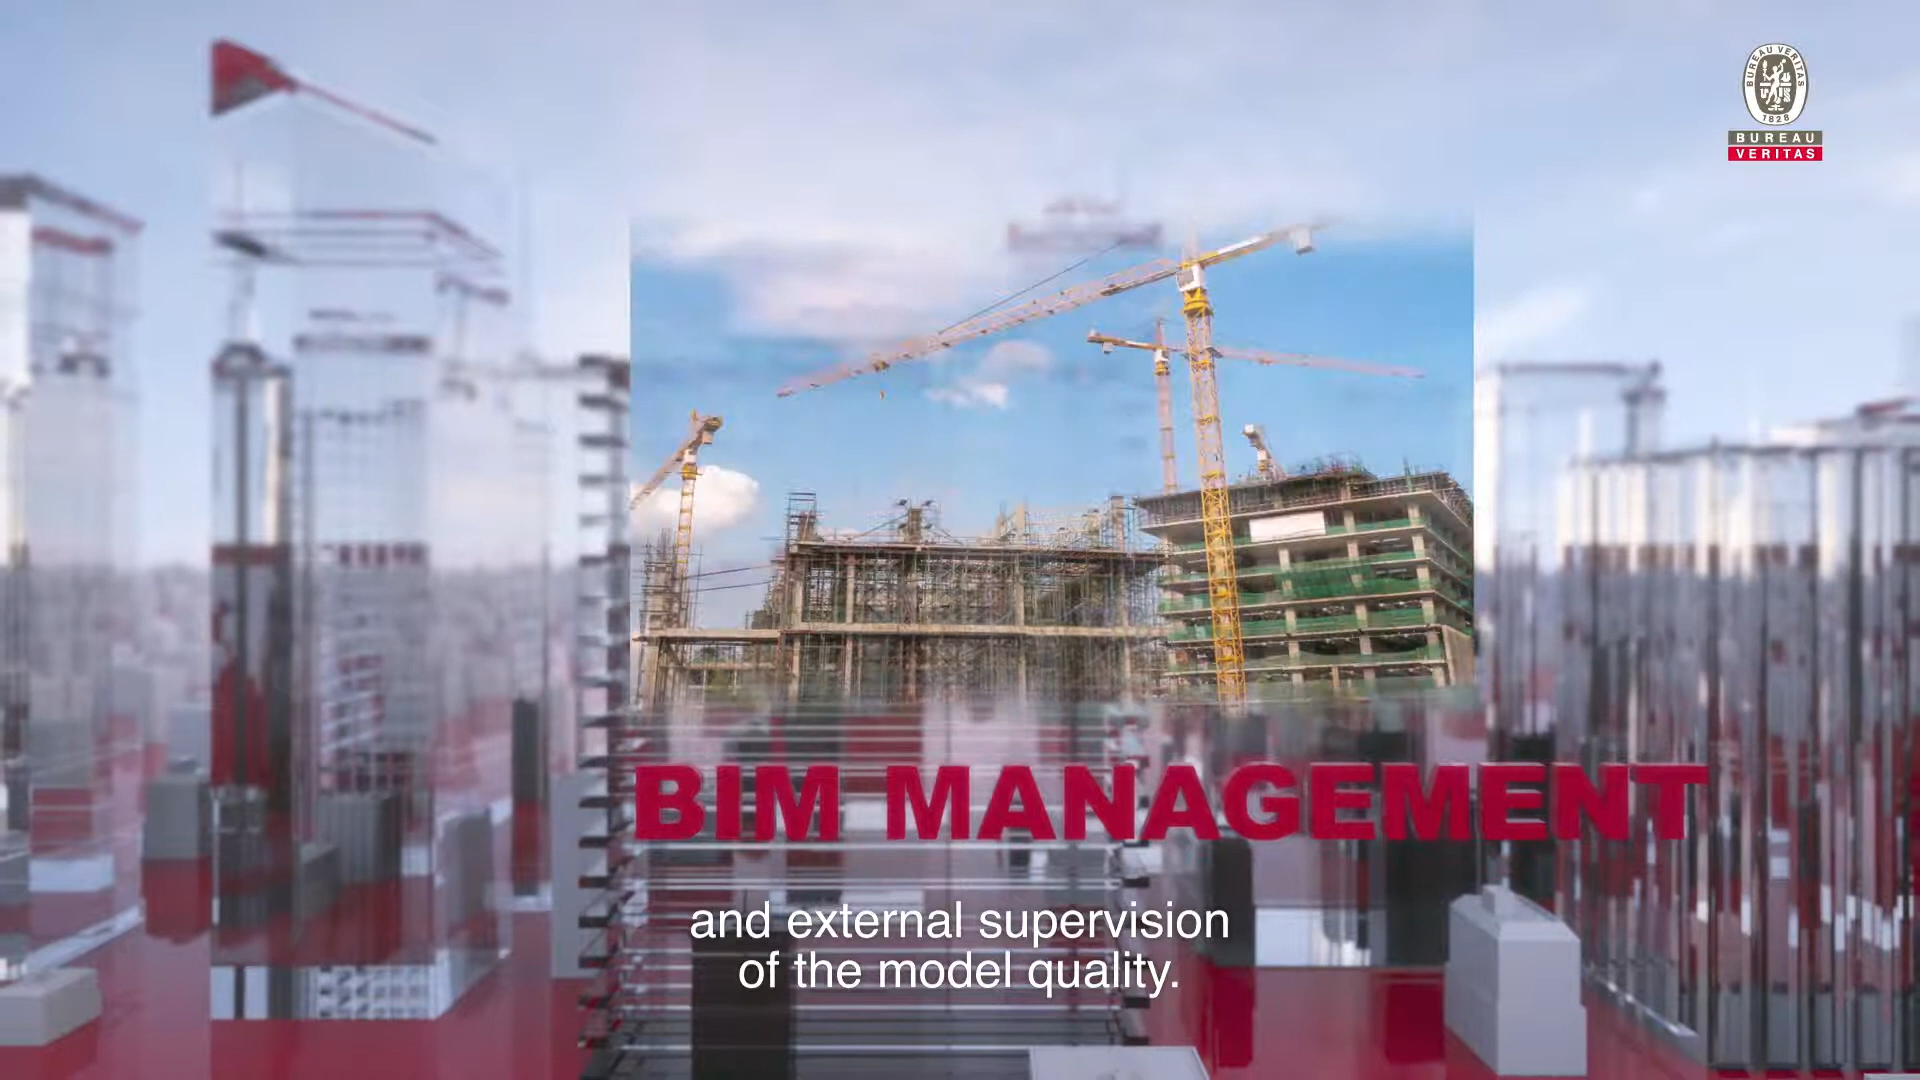 BUREAU VERITAS
1828
BUREAU
VERITAS
BIM MANAGEMENT
and external supervision
of the model quality.